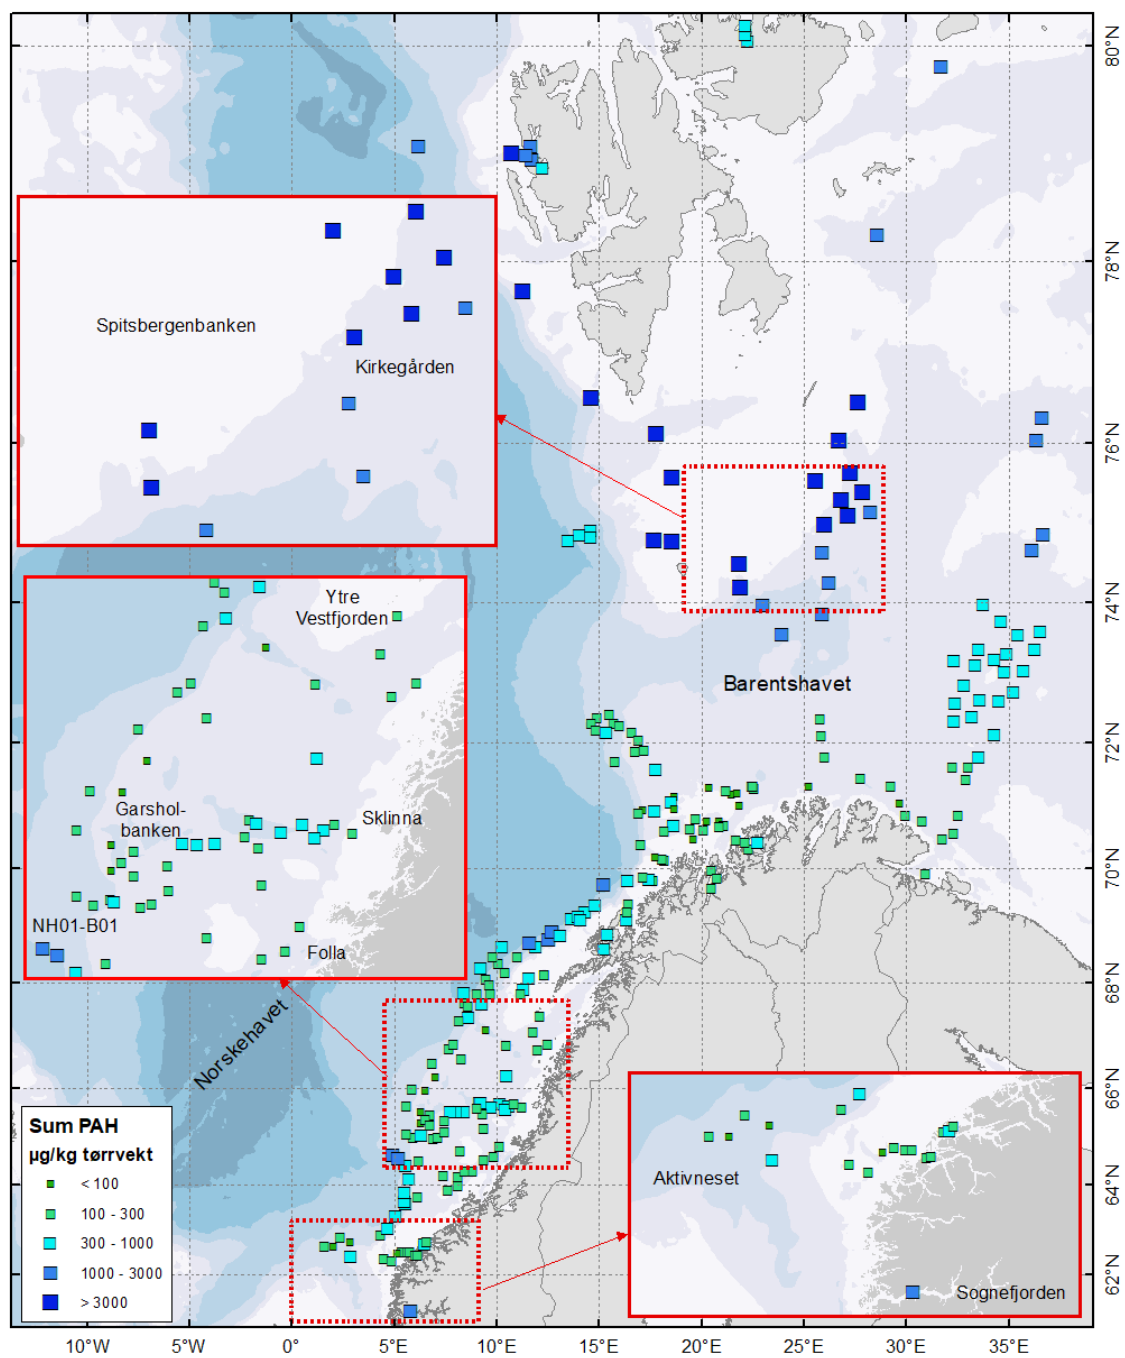 80°N
78°N
76°N
74°N
72°N
70°N
68°N
66°N
64°N
62°N
Spitsbergenbanken
Kirkegården
Barentshavet
Ytre
Vestfjorden
Garshol-
banken
Sklinna
NH01-B01
Folla
Norskehavet
Aktivneset
Sognefjorden
Sum PAH
µg/kg tørrvekt
< 100
100 - 300
300 - 1000
1000 - 3000
> 3000
10°W
5°W
0°
5°E
10°E
15°E
20°E
25°E
30°E
35°E